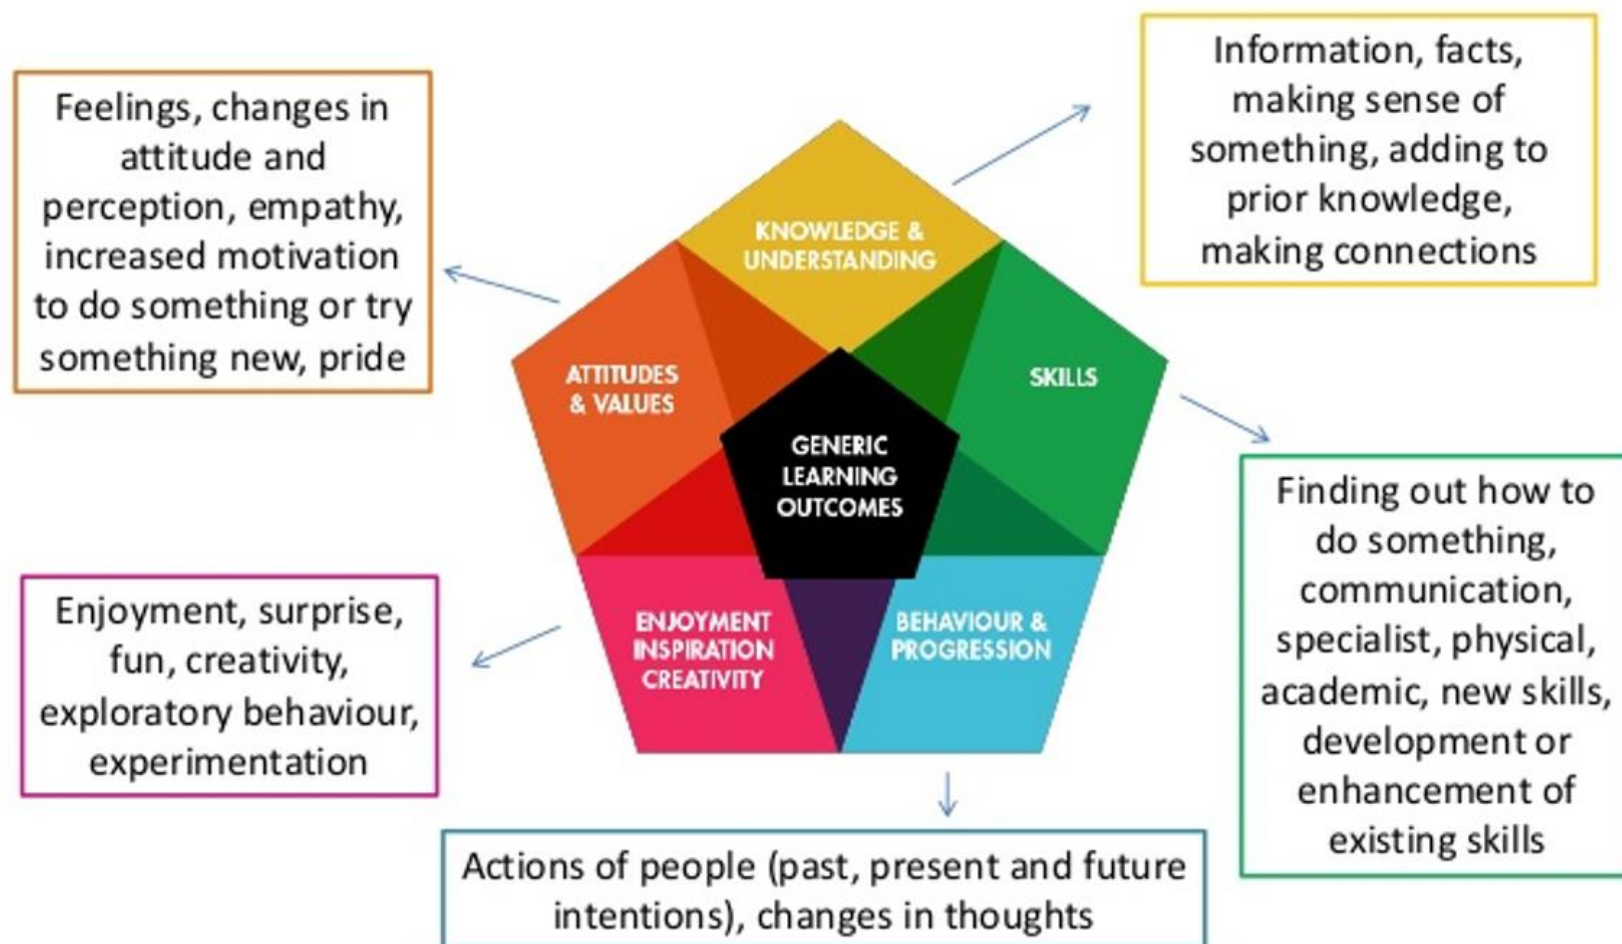 Feelings, changes in
attitude and
perception, empathy,
increased motivation
to do something or try
something new, pride
Information, facts,
making sense of
something, adding to
prior knowledge,
making connections
KNOWLEDGE &
UNDERSTANDING
ATTITUDES
& VALUES
SKILLS
GENERIC
LEARNING
OUTCOMES
ENJOYMENT
INSPIRATION
CREATIVITY
BEHAVIOUR &
PROGRESSION
Enjoyment, surprise,
fun, creativity,
exploratory behaviour,
experimentation
Finding out how to
do something,
communication,
specialist, physical,
academic, new skills,
development or
enhancement of
existing skills
Actions of people (past, present and future
intentions), changes in thoughts